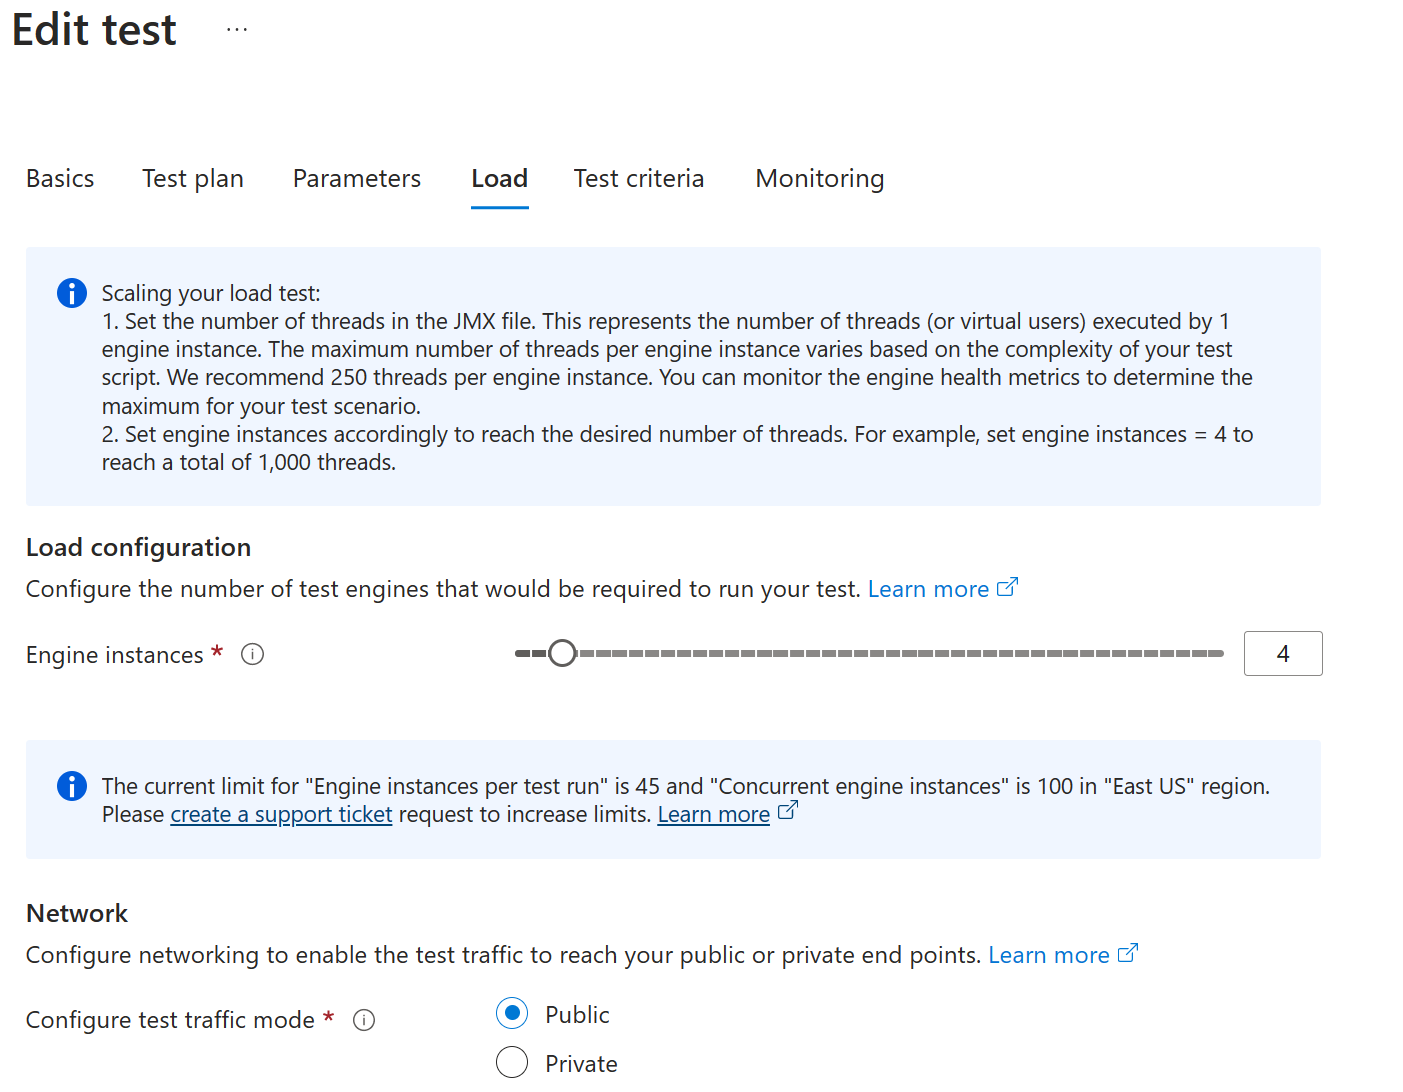 Edit test ...
Basics Test plan Parameters Load Test criteria Monitoring
Scaling your load test:
1. Set the number of threads in the JMX file. This represents the number of threads (or virtual users) executed by 1
engine instance. The maximum number of threads per engine instance varies based on the complexity of your test
script. We recommend 250 threads per engine instance. You can monitor the engine health metrics to determine the
maximum for your test scenario.
2. Set engine instances accordingly to reach the desired number of threads. For example, set engine instances = 4 to
reach a total of 1,000 threads.
Load configuration
Configure the number of test engines that would be required to run your test. Learn more
Engine instances * 4
The current limit for "Engine instances per test run" is 45 and "Concurrent engine instances" is 100 in "East US" region.
Please create a support ticket request to increase limits. Learn more
Network
Configure networking to enable the test traffic to reach your public or private end points. Learn more
Configure test traffic mode * Public
Private